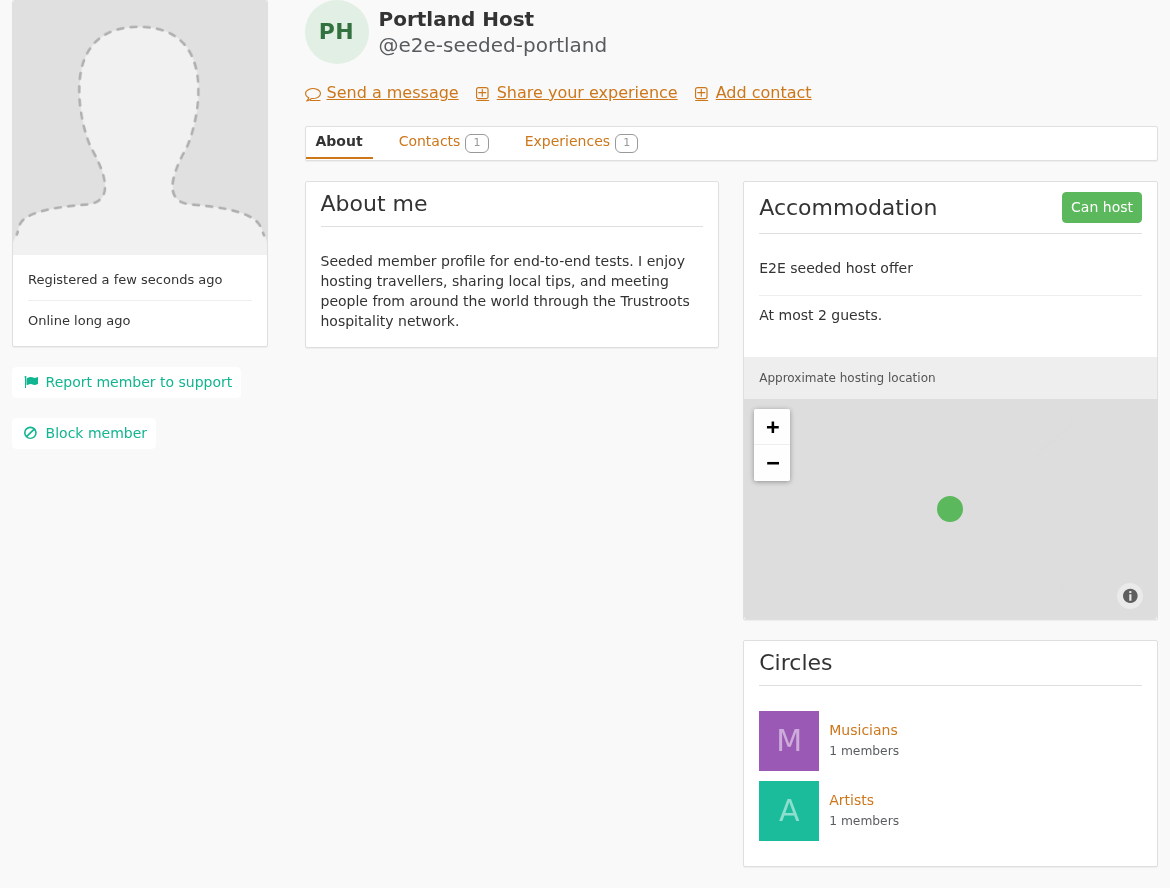 PH
Portland Host
@e2e-seeded-portland
Send a message
Share your experience
Add contact
About
Contacts 1
Experiences 1
Registered a few seconds ago
Online long ago
Report member to support
Block member
About me
Seeded member profile for end-to-end tests. I enjoy
hosting travellers, sharing local tips, and meeting
people from around the world through the Trustroots
hospitality network.
Accommodation
Can host
E2E seeded host offer
At most 2 guests.
Approximate hosting location
+
−
Circles
M
Musicians
1 members
A
Artists
1 members